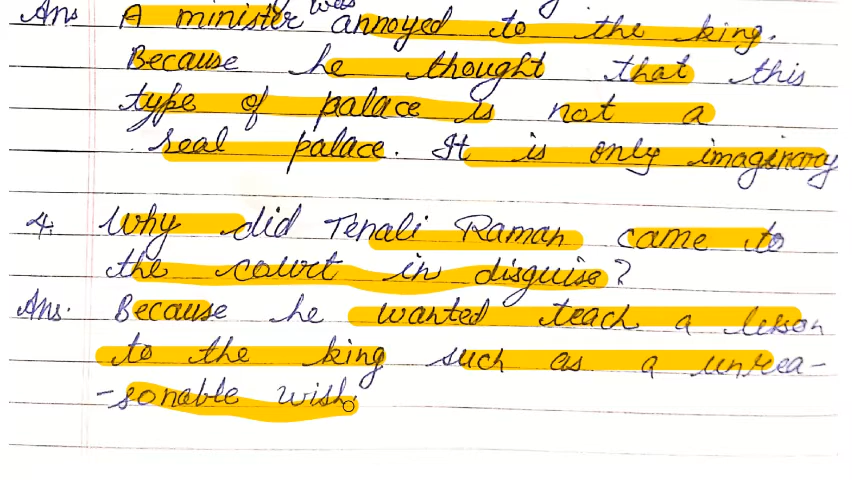 Ans A minister was annoyed to the king.
Because he thought that this
type of palace is not a
real palace. It is only imaginary
4. Why did Tenali Raman came to
the court in disguise?
Ans. Because he wanted teach a lesson
to the king such as a unrea-
-sonable wish.